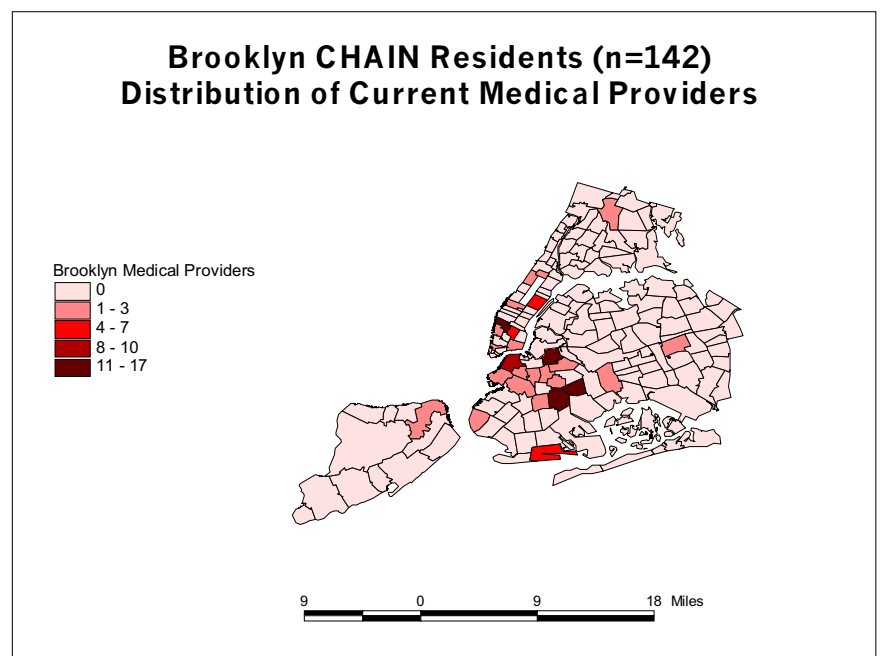 Brooklyn CHAIN Residents (n=142)
Distribution of Current Medical Providers
Brooklyn Medical Providers
0
1 - 3
4 - 7
8 - 10
11 - 17
9 0 9 18 Miles